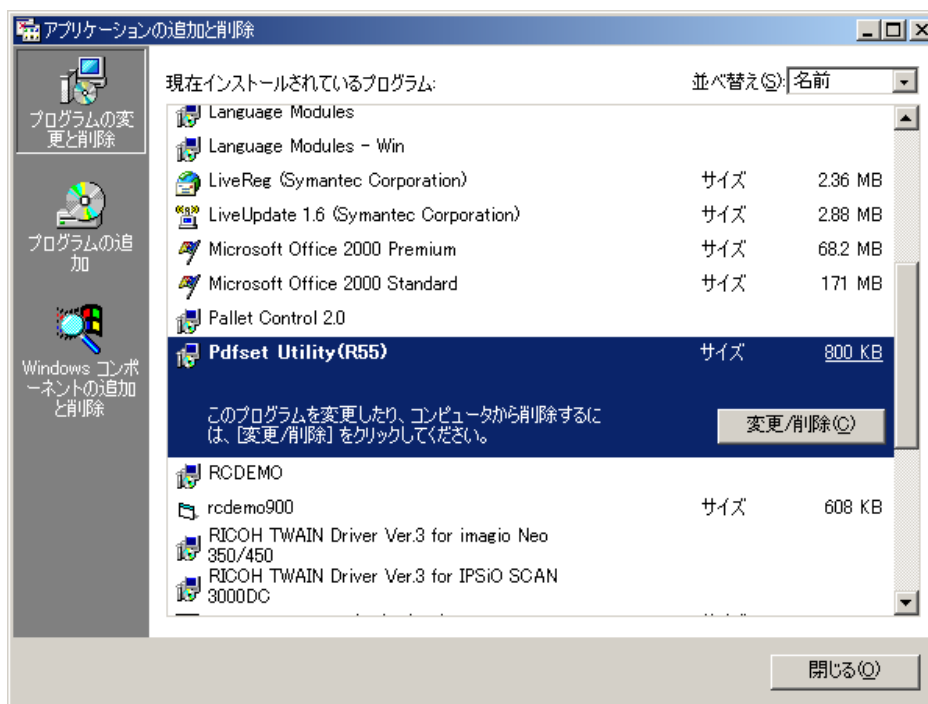 アプリケーションの追加と削除
プログラムの変
更と削除
プログラムの追
加
Windows コンポ
ーネントの追加
と削除
現在インストールされているプログラム:
並べ替え(S):
名前
Language Modules
Language Modules - Win
LiveReg (Symantec Corporation) サイズ 2.36 MB
LiveUpdate 1.6 (Symantec Corporation) サイズ 2.88 MB
Microsoft Office 2000 Premium サイズ 68.2 MB
Microsoft Office 2000 Standard サイズ 171 MB
Pallet Control 2.0
Pdfset Utility(R55) サイズ 800 KB
このプログラムを変更したり、コンピュータから削除するに
は、[変更/削除] をクリックしてください。
変更/削除(C)
RCDEMO
rcdemo900 サイズ 608 KB
RICOH TWAIN Driver Ver.3 for imagio Neo
350/450
RICOH TWAIN Driver Ver.3 for IPSiO SCAN
3000DC
閉じる(O)